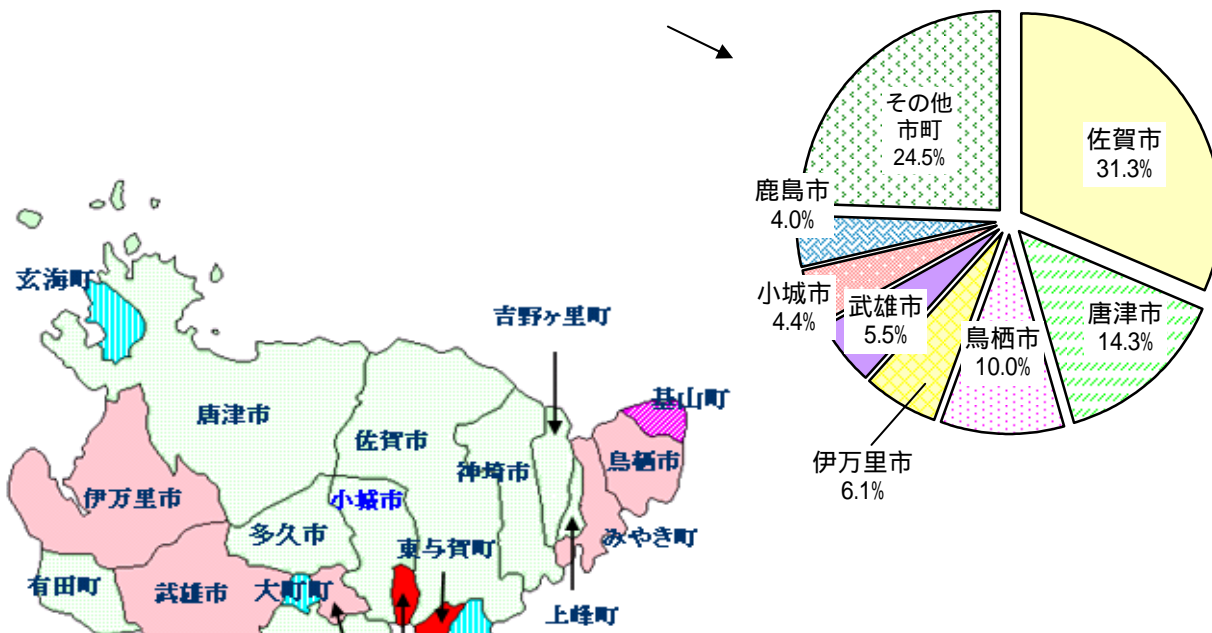 その他
市町
24.5%
佐賀市
31.3%
鹿島市
4.0%
小城市
4.4%
武雄市
5.5%
鳥栖市
10.0%
唐津市
14.3%
伊万里市
6.1%
玄海町
吉野ヶ里町
基山町
唐津市
佐賀市
神埼市
鳥栖市
伊万里市
小城市
多久市
東与賀町
みやき町
有田町
武雄市
大町町
上峰町